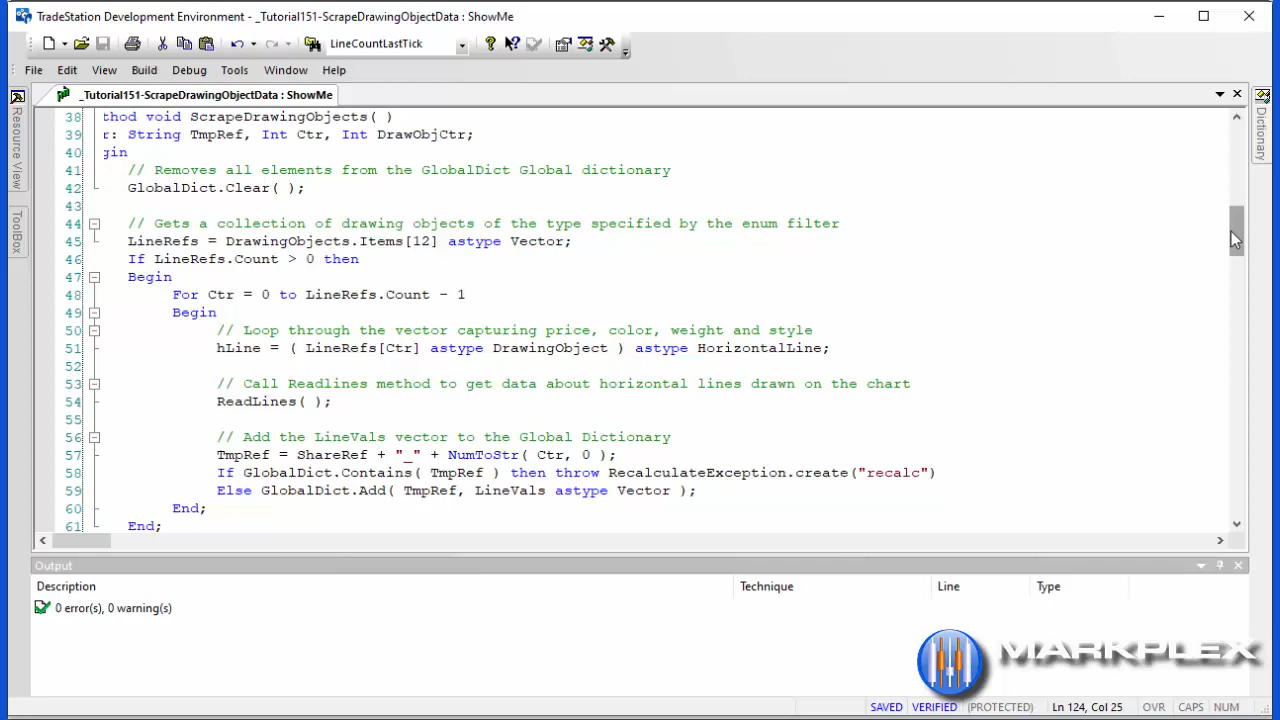 TradeStation Development Environment - _Tutorial151-ScrapeDrawingObjectData : ShowMe
LineCountLastTick
File Edit View Build Debug Tools Window Help
_Tutorial151-ScrapeDrawingObjectData : ShowMe
Resource View
ToolBox
Dictionary
38 thod void ScrapeDrawingObjects( )
39 r: String TmpRef, Int Ctr, Int DrawObjCtr;
40 gin
41 // Removes all elements from the GlobalDict Global dictionary
42 GlobalDict.Clear( );
43
44 // Gets a collection of drawing objects of the type specified by the enum filter
45 LineRefs = DrawingObjects.Items[12] astype Vector;
46 If LineRefs.Count > 0 then
47 Begin
48 For Ctr = 0 to LineRefs.Count - 1
49 Begin
50 // Loop through the vector capturing price, color, weight and style
51 hLine = ( LineRefs[Ctr] astype DrawingObject ) astype HorizontalLine;
52
53 // Call Readlines method to get data about horizontal lines drawn on the chart
54 ReadLines( );
55
56 // Add the LineVals vector to the Global Dictionary
57 TmpRef = ShareRef + "_" + NumToStr( Ctr, 0 );
58 If GlobalDict.Contains( TmpRef ) then throw RecalculateException.create("recalc")
59 Else GlobalDict.Add( TmpRef, LineVals astype Vector );
60 End;
61 End;
Output
Description Technique Line Type
0 error(s), 0 warning(s)
MARKPLEX
SAVED VERIFIED (PROTECTED) Ln 124, Col 25 OVR CAPS NUM